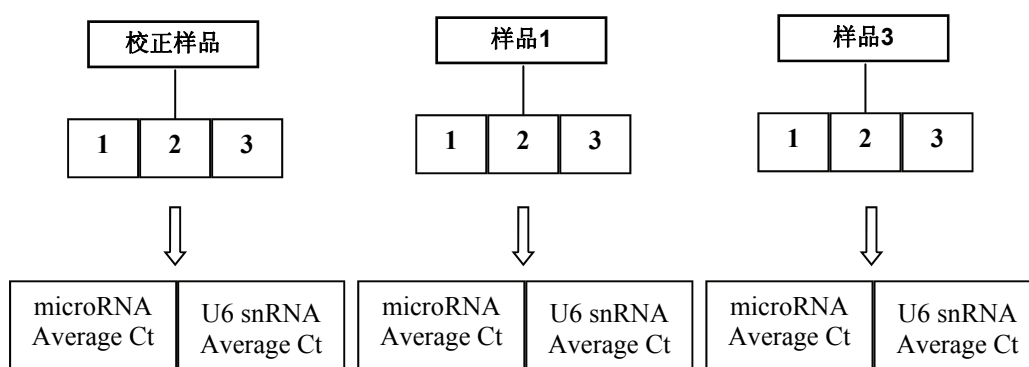 校正样品
样品1
样品3
1 2 3
1 2 3
1 2 3
microRNA
Average Ct
U6 snRNA
Average Ct
microRNA
Average Ct
U6 snRNA
Average Ct
microRNA
Average Ct
U6 snRNA
Average Ct